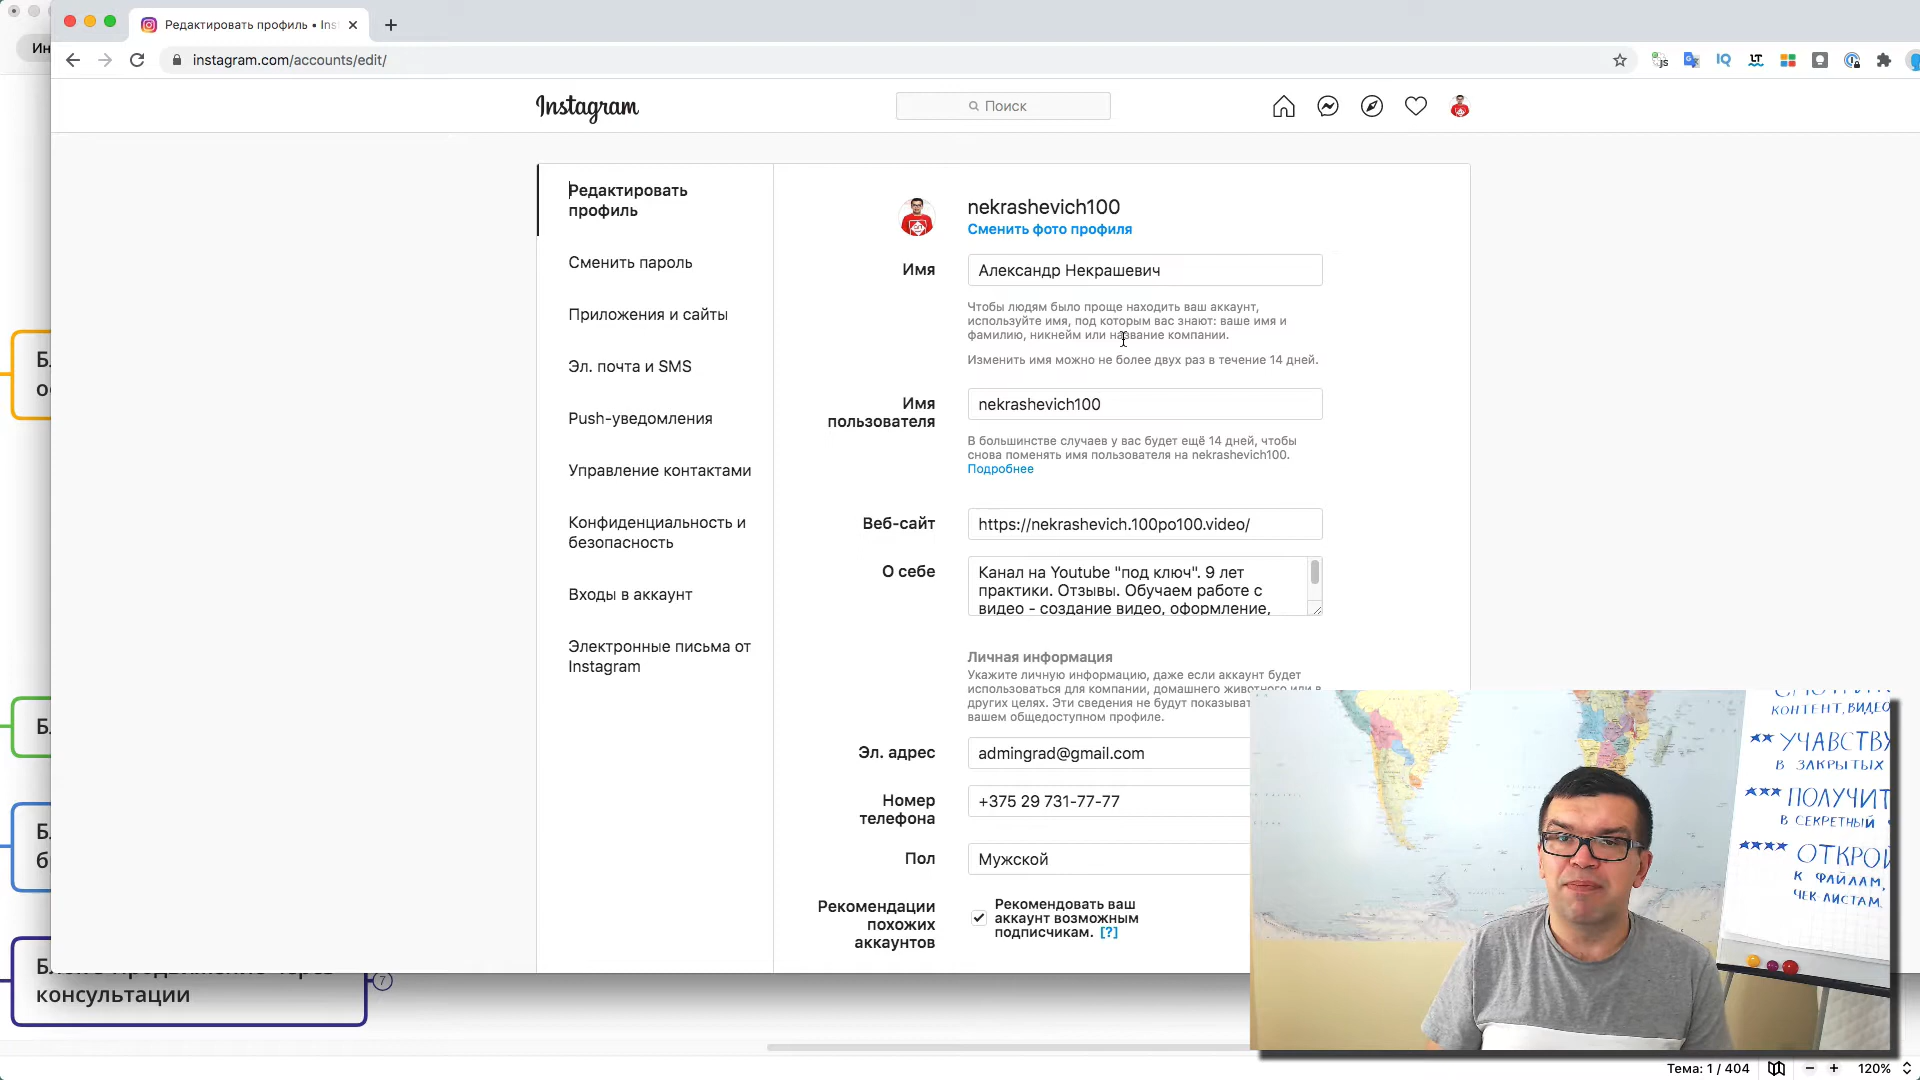 Редактировать профиль • Ins
instagram.com/accounts/edit/
Instagram
Поиск
Редактировать
профиль
Сменить пароль
Приложения и сайты
Эл. почта и SMS
Push-уведомления
Управление контактами
Конфиденциальность и
безопасность
Входы в аккаунт
Электронные письма от
Instagram
nekrashevich100
Сменить фото профиля
Имя
Александр Некрашевич
Чтобы людям было проще находить ваш аккаунт,
используйте имя, под которым вас знают: ваше имя и
фамилию, никнейм или название компании.
Изменить имя можно не более двух раз в течение 14 дней.
Имя
пользователя
nekrashevich100
В большинстве случаев у вас будет ещё 14 дней, чтобы
снова поменять имя пользователя на nekrashevich100.
Подробнее
Веб-сайт
https://nekrashevich.100po100.video/
О себе
Канал на Youtube "под ключ". 9 лет
практики. Отзывы. Обучаем работе с
видео - создание видео, оформление,
Личная информация
Укажите личную информацию, даже если аккаунт будет
использоваться для компании, домашнего животного или в
других целях. Эти сведения не будут показыват
вашем общедоступном профиле.
Эл. адрес
admingrad@gmail.com
Номер
телефона
+375 29 731-77-77
Пол
Мужской
Рекомендации
похожих
аккаунтов
Рекомендовать ваш
аккаунт возможным
подписчикам. [?]
КОНТЕНТ, ВИДЕО
** УЧАВСТВУ
В ЗАКРЫТЫХ
*** ПОЛУЧИТ
В СЕКРЕТНЫЙ
**** ОТКРОЙ
К ФАЙЛАМ,
ЧЕК ЛИСТАМ.
консультации
7
Тема: 1 / 404
120%